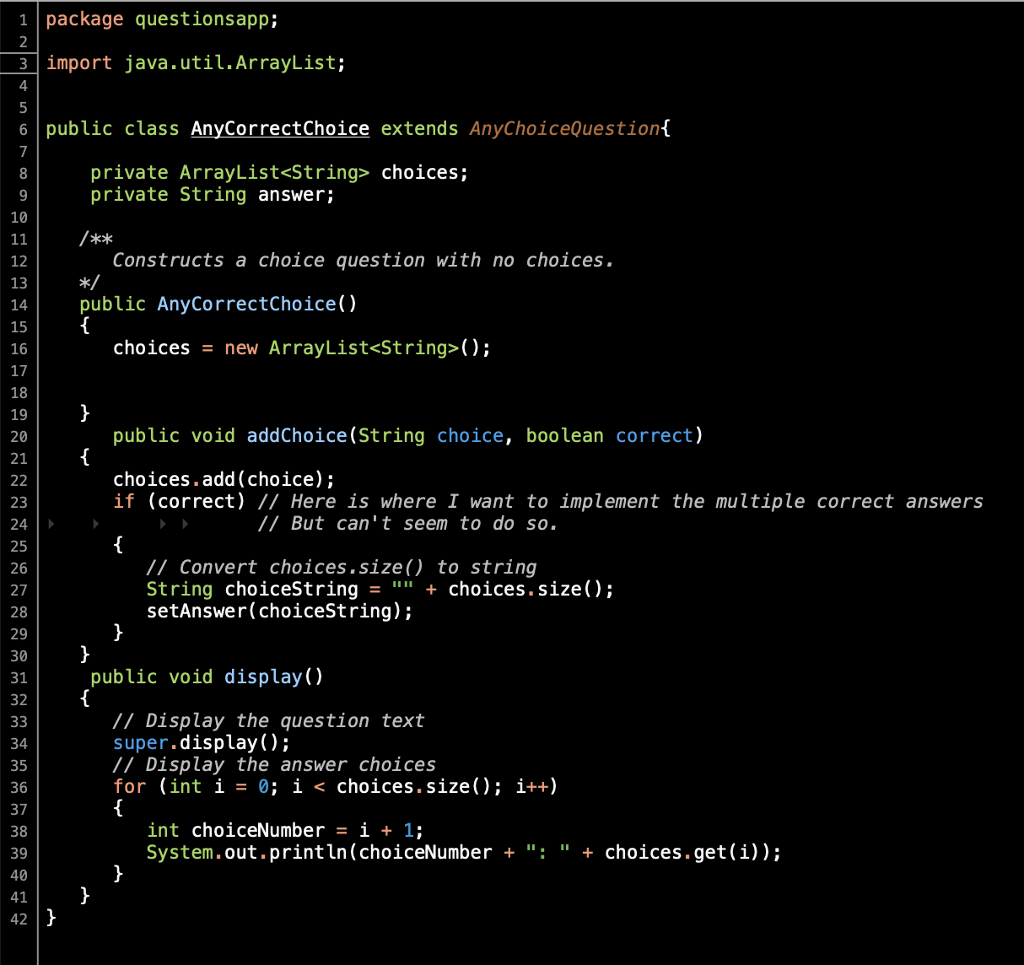 1 package questionsapp;
2
3 import java.util.ArrayList;
4
5
6 public class AnyCorrectChoice extends AnyChoiceQuestion{
7
8     private ArrayList<String> choices;
9     private String answer;
10
11    /**
12       Constructs a choice question with no choices.
13    */
14    public AnyCorrectChoice()
15    {
16       choices = new ArrayList<String>();
17
18
19    }
20       public void addChoice(String choice, boolean correct)
21    {
22       choices.add(choice);
23       if (correct) // Here is where I want to implement the multiple correct answers
24                    // But can't seem to do so.
25       {
26          // Convert choices.size() to string
27          String choiceString = "" + choices.size();
28          setAnswer(choiceString);
29       }
30    }
31     public void display()
32    {
33       // Display the question text
34       super.display();
35       // Display the answer choices
36       for (int i = 0; i < choices.size(); i++)
37       {
38          int choiceNumber = i + 1;
39          System.out.println(choiceNumber + ": " + choices.get(i));
40       }
41    }
42 }